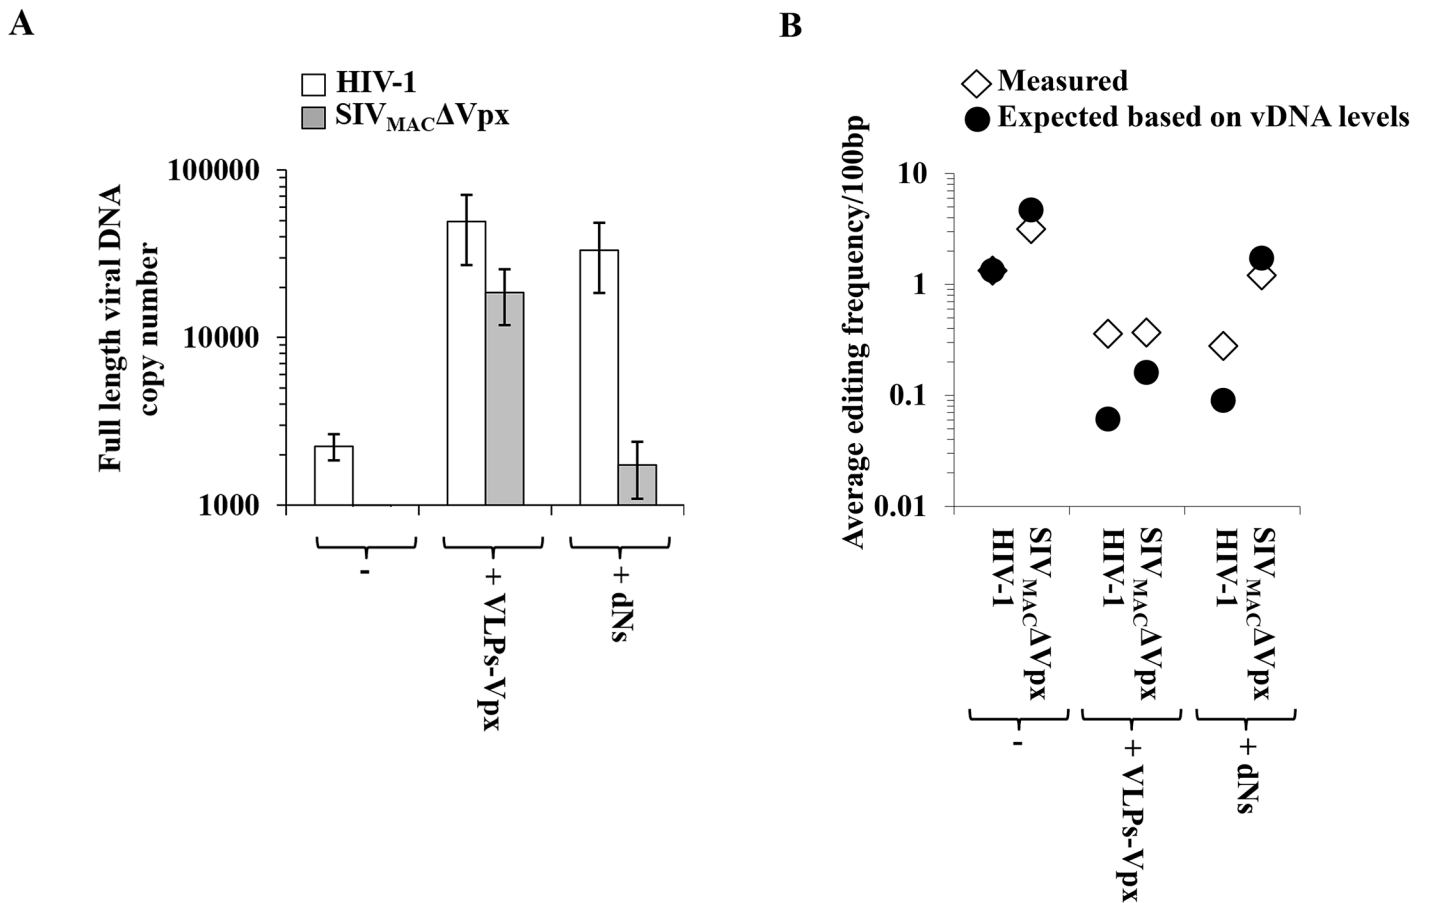 A
HIV-1
SIVMACΔVpx
Full length viral DNA
copy number
100000
10000
1000
-
+ VLPs-Vpx
+ dNs
B
Measured
Expected based on vDNA levels
Average editing frequency/100bp
10
1
0.1
0.01
HIV-1
SIVMACΔVpx
HIV-1
SIVMACΔVpx
HIV-1
SIVMACΔVpx
-
+ VLPs-Vpx
+ dNs